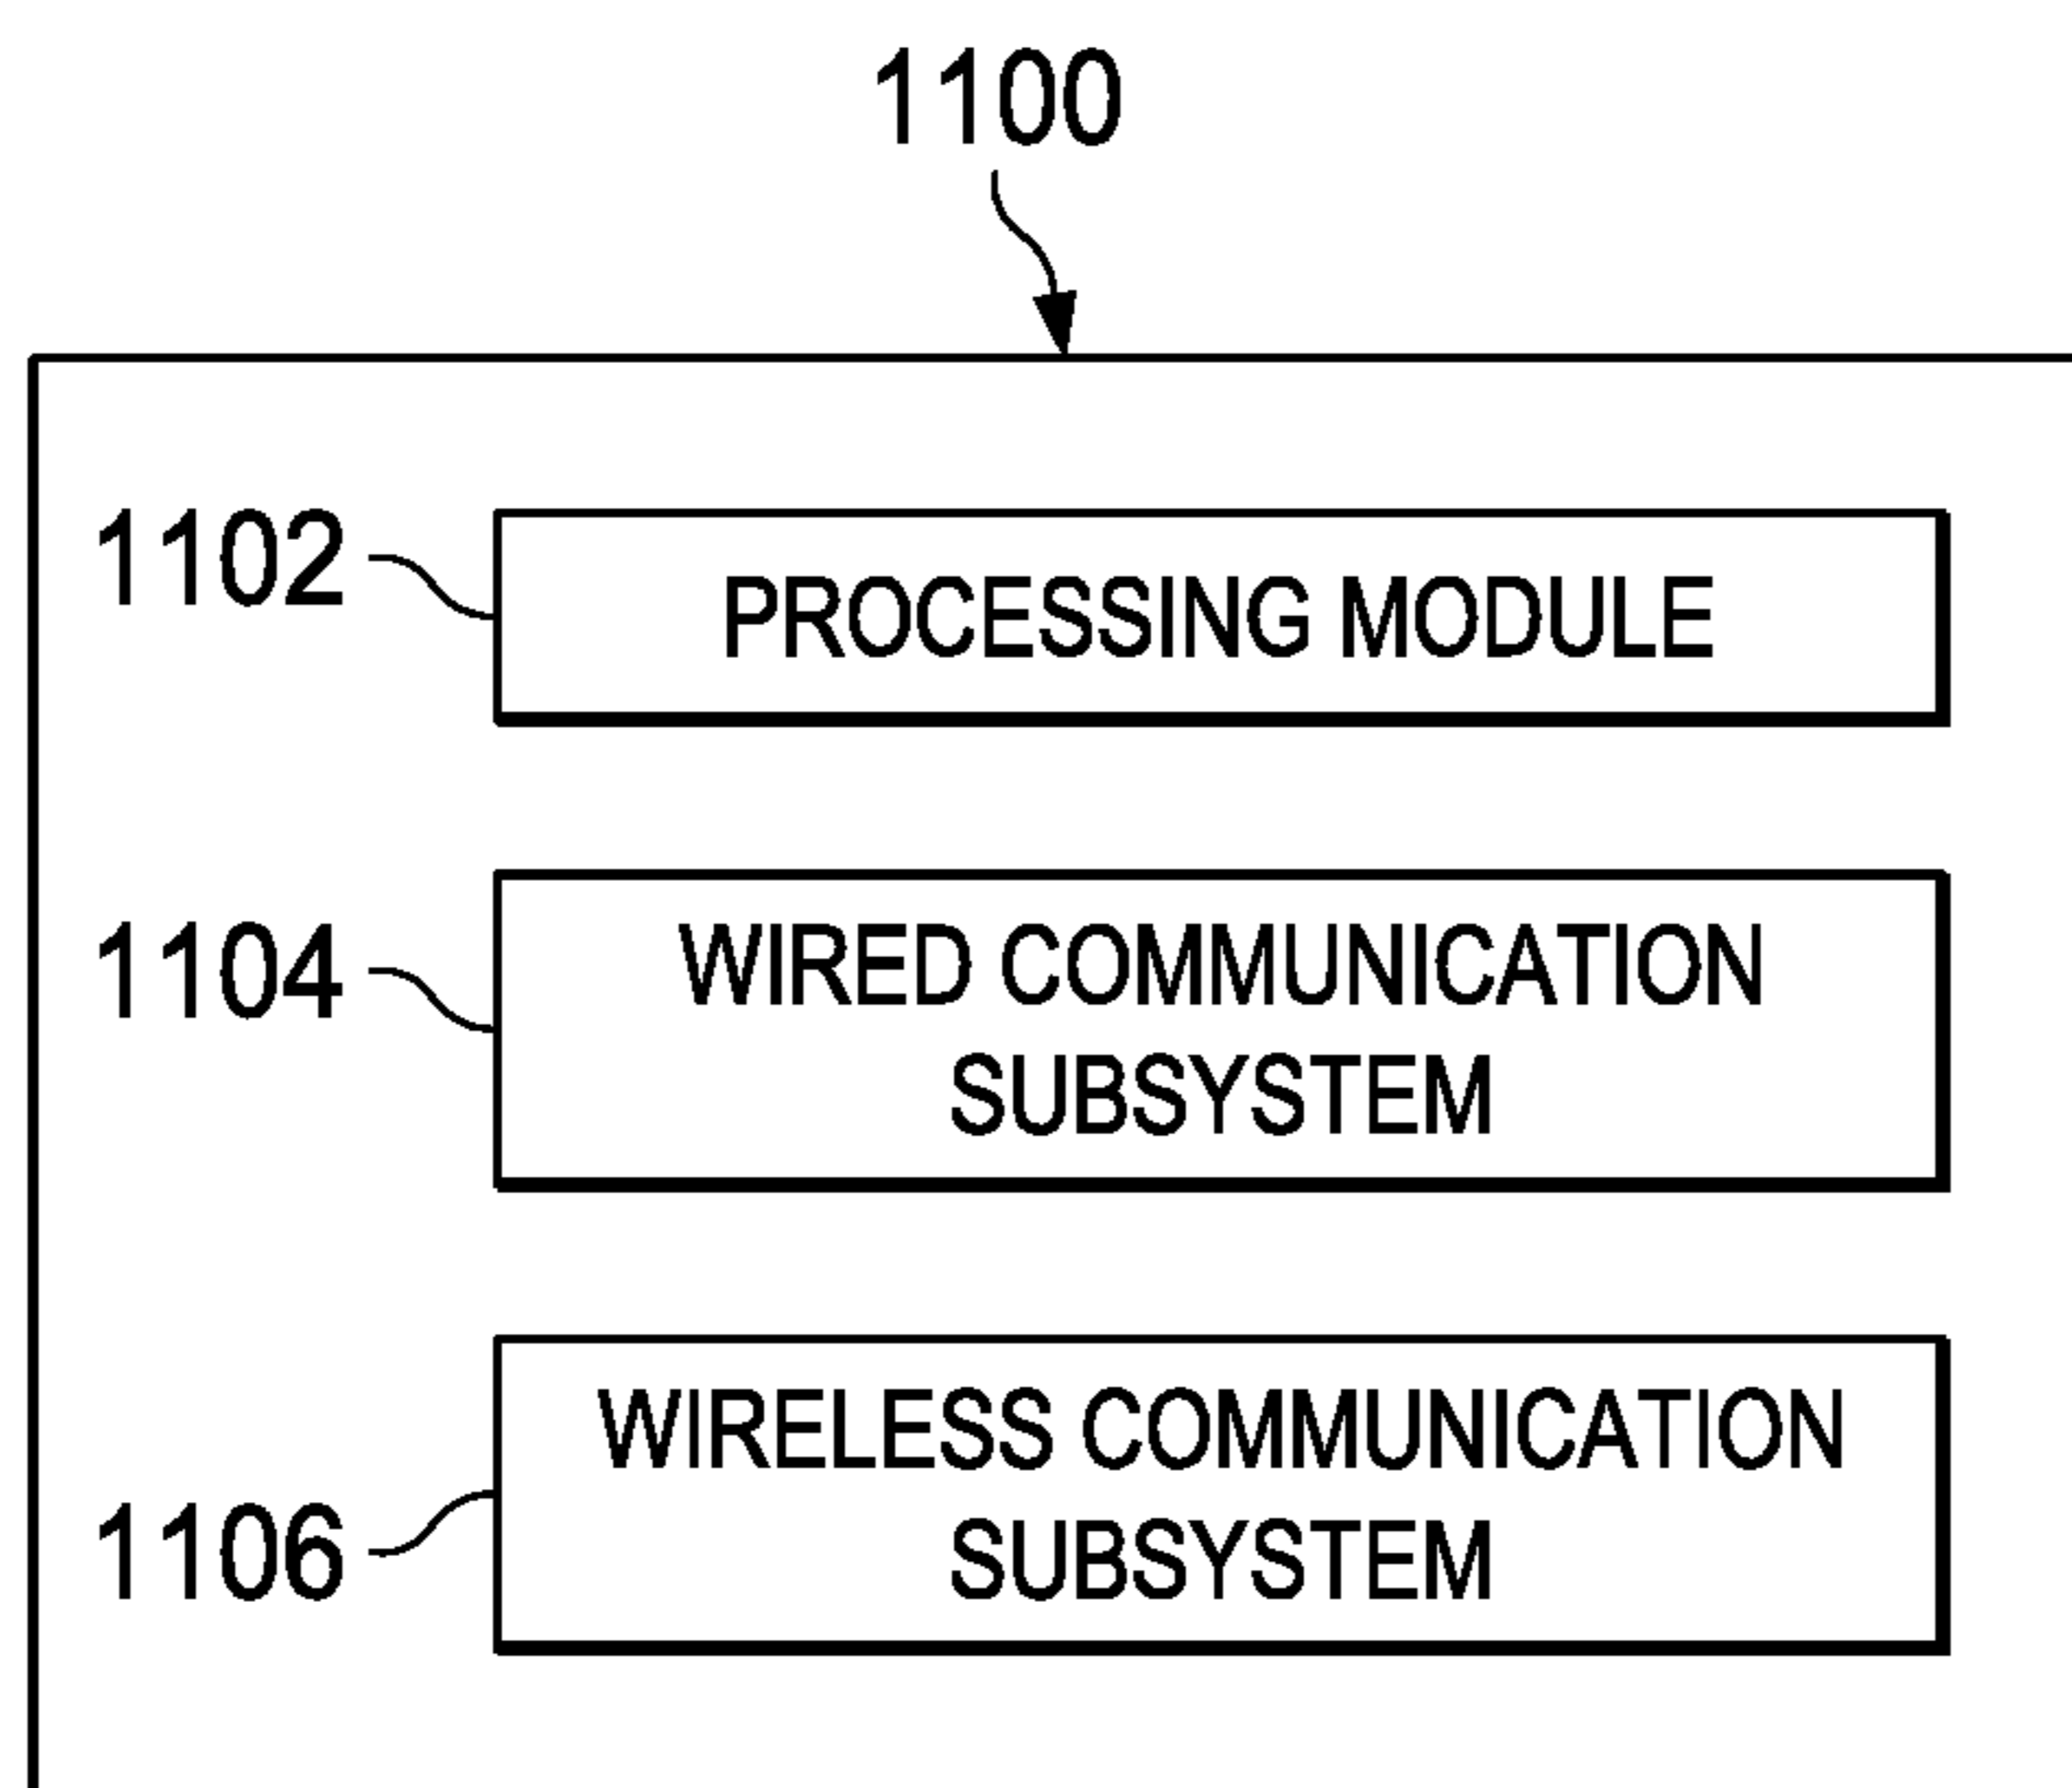 1100
1102
PROCESSING MODULE
1104
WIRED COMMUNICATION
SUBSYSTEM
WIRELESS COMMUNICATION
1106
SUBSYSTEM